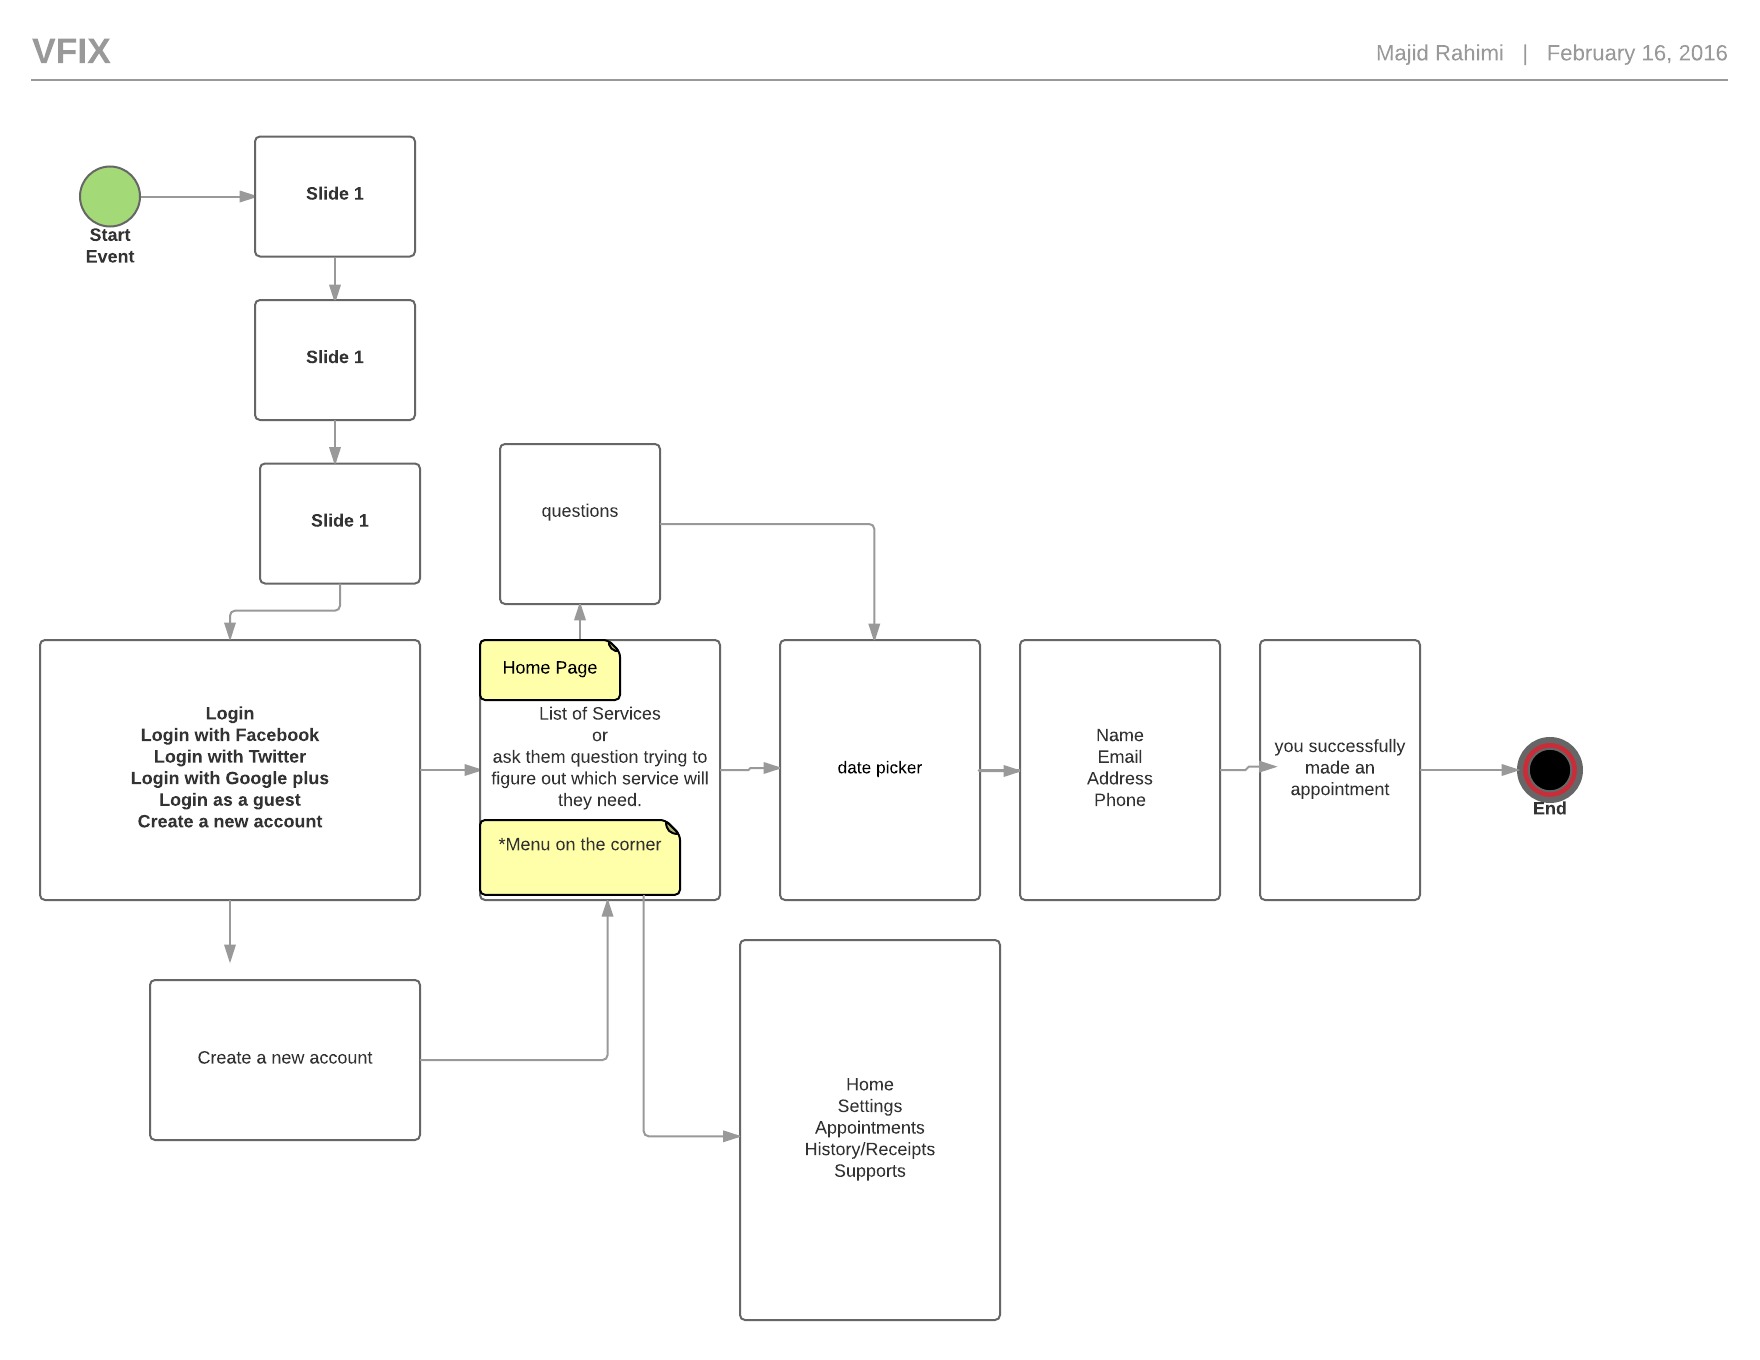 VFIX
Majid Rahimi | February 16, 2016
Start
Event
Slide 1
Slide 1
Slide 1
questions
Login
Login with Facebook
Login with Twitter
Login with Google plus
Login as a guest
Create a new account
Home Page
List of Services
or
ask them question trying to
figure out which service will
they need.
*Menu on the corner
date picker
Name
Email
Address
Phone
you successfully
made an
appointment
End
Create a new account
Home
Settings
Appointments
History/Receipts
Supports